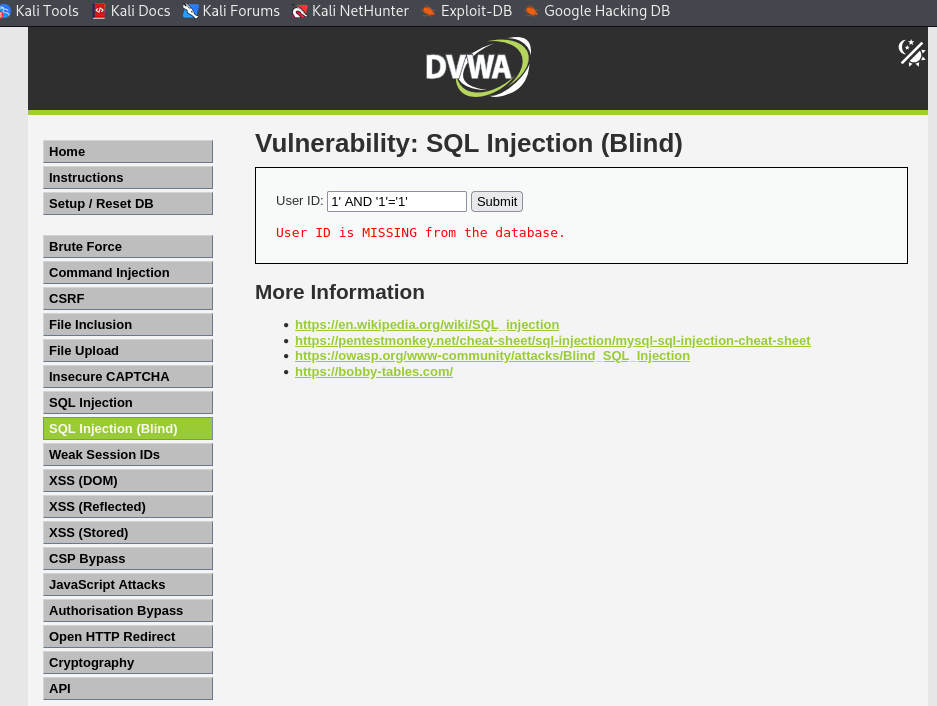 Kali Tools Kali Docs Kali Forums Kali NetHunter Exploit-DB Google Hacking DB
DVWA
Vulnerability: SQL Injection (Blind)
Home
Instructions
Setup / Reset DB
Brute Force
Command Injection
CSRF
File Inclusion
File Upload
Insecure CAPTCHA
SQL Injection
SQL Injection (Blind)
Weak Session IDs
XSS (DOM)
XSS (Reflected)
XSS (Stored)
CSP Bypass
JavaScript Attacks
Authorisation Bypass
Open HTTP Redirect
Cryptography
API
User ID: 1' AND '1'='1' Submit
User ID is MISSING from the database.
More Information
https://en.wikipedia.org/wiki/SQL_injection
https://pentestmonkey.net/cheat-sheet/sql-injection/mysql-sql-injection-cheat-sheet
https://owasp.org/www-community/attacks/Blind_SQL_Injection
https://bobby-tables.com/